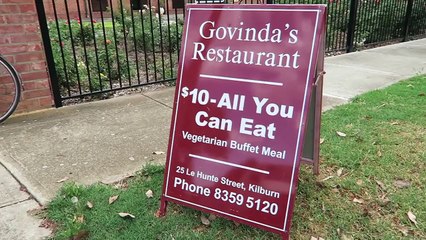 Govinda's
Restaurant
$10-All You
Can Eat
Vegetarian Buffet Meal
25 Le Hunte Street, Kilburn
Phone 8359 5120